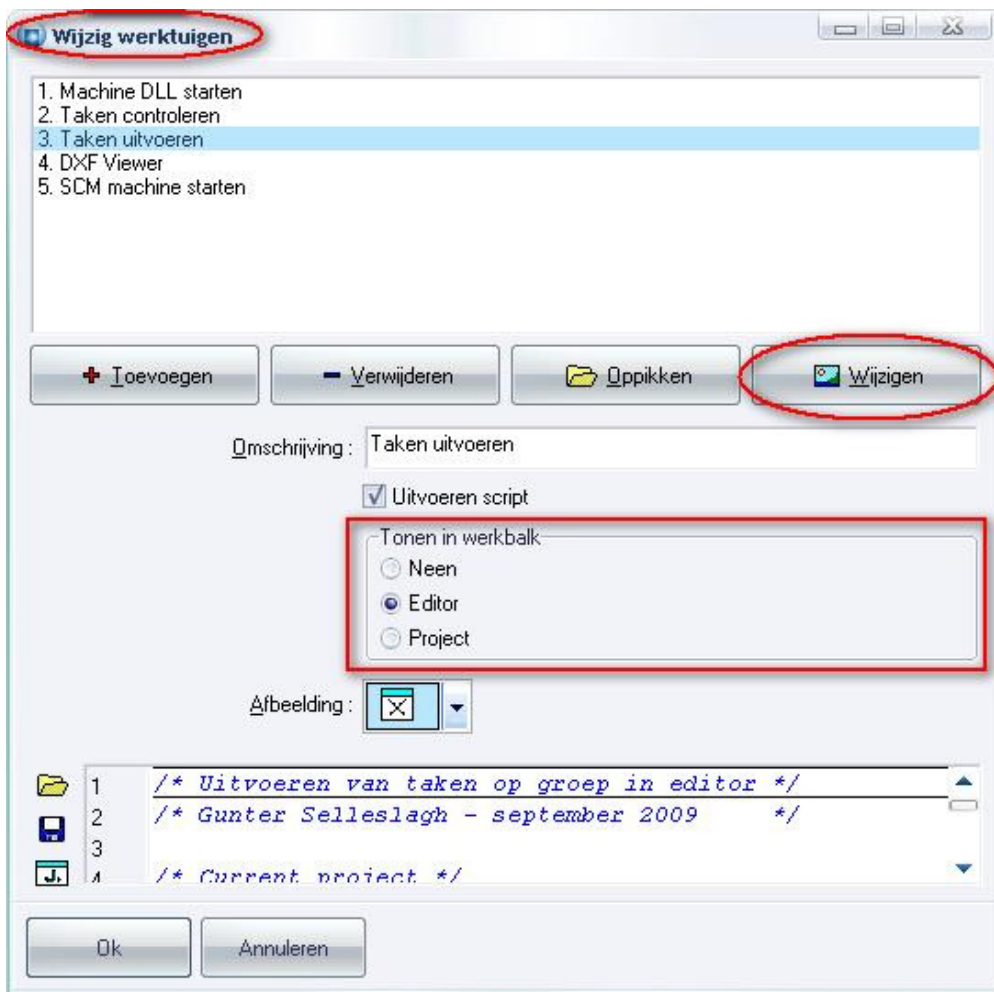 Wijzig werktuigen
1. Machine DLL starten
2. Taken controleren
3. Taken uitvoeren
4. DXF Viewer
5. SCM machine starten
Toevoegen Verwijderen Oppikken Wijzigen
Omschrijving : Taken uitvoeren
Uitvoeren script
Tonen in werkbalk
Neen
Editor
Project
Afbeelding :
1 /* Uitvoeren van taken op groep in editor */
2 /* Gunter Selleslagh - september 2009 */
3
4 /* Current project */
Ok Annuleren